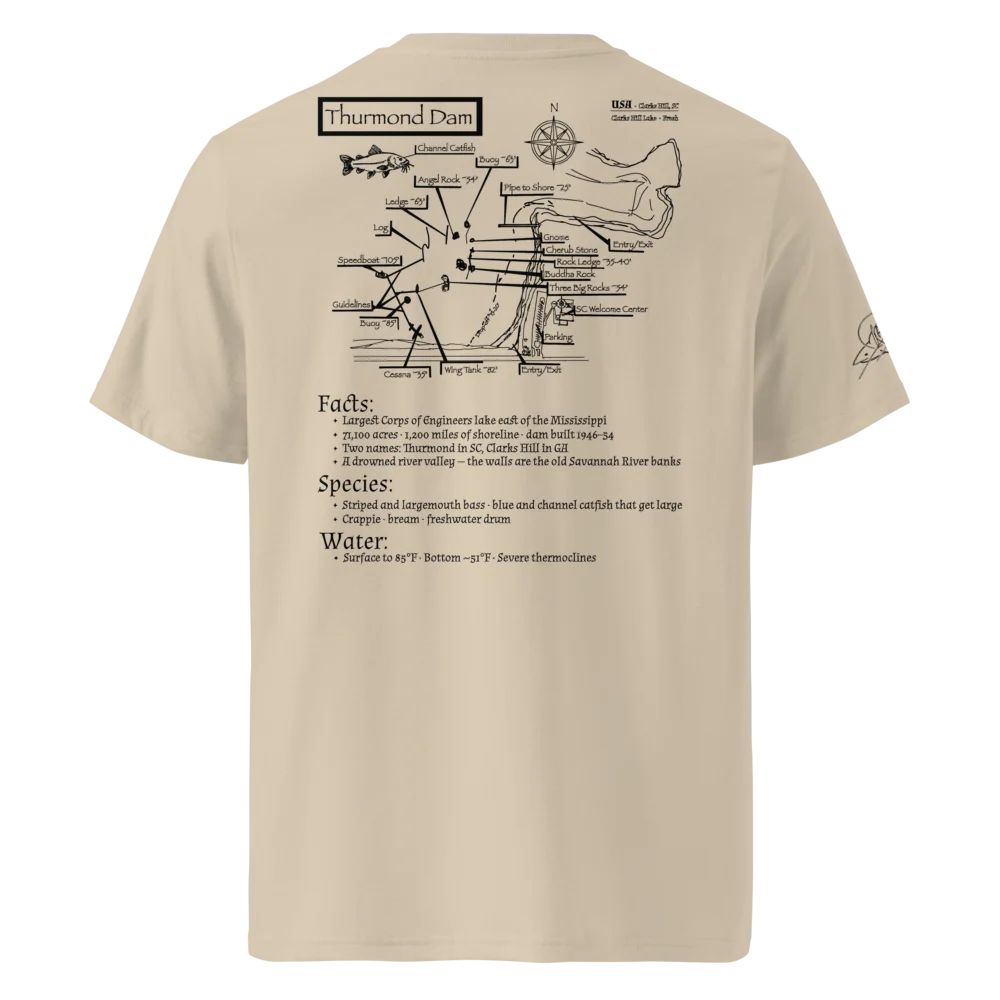 Thurmond Dam
N
USA - Clarks Hill, SC
Clarks Hill Lake - Fresh
Channel Catfish
Buoy ~63'
Angel Rock ~54'
Pipe to Shore ~25'
Ledge ~63'
Log
Gnome
Entry/Exit
Cherub Stone
Speedboat ~105'
Rock Ledge ~35-40'
Buddha Rock
Three Big Rocks ~54'
Guidelines
SC Welcome Center
Buoy ~85'
Parking
Cessna ~35'
Wing Tank ~82'
Entry/Exit
Facts:
Largest Corps of Engineers lake east of the Mississippi
71,100 acres · 1,200 miles of shoreline · dam built 1946–54
Two names: Thurmond in SC, Clarks Hill in GA
A drowned river valley – the walls are the old Savannah River banks
Species:
Striped and largemouth bass · blue and channel catfish that get large
Crappie · bream · freshwater drum
Water:
Surface to 85°F · Bottom ~51°F · Severe thermoclines